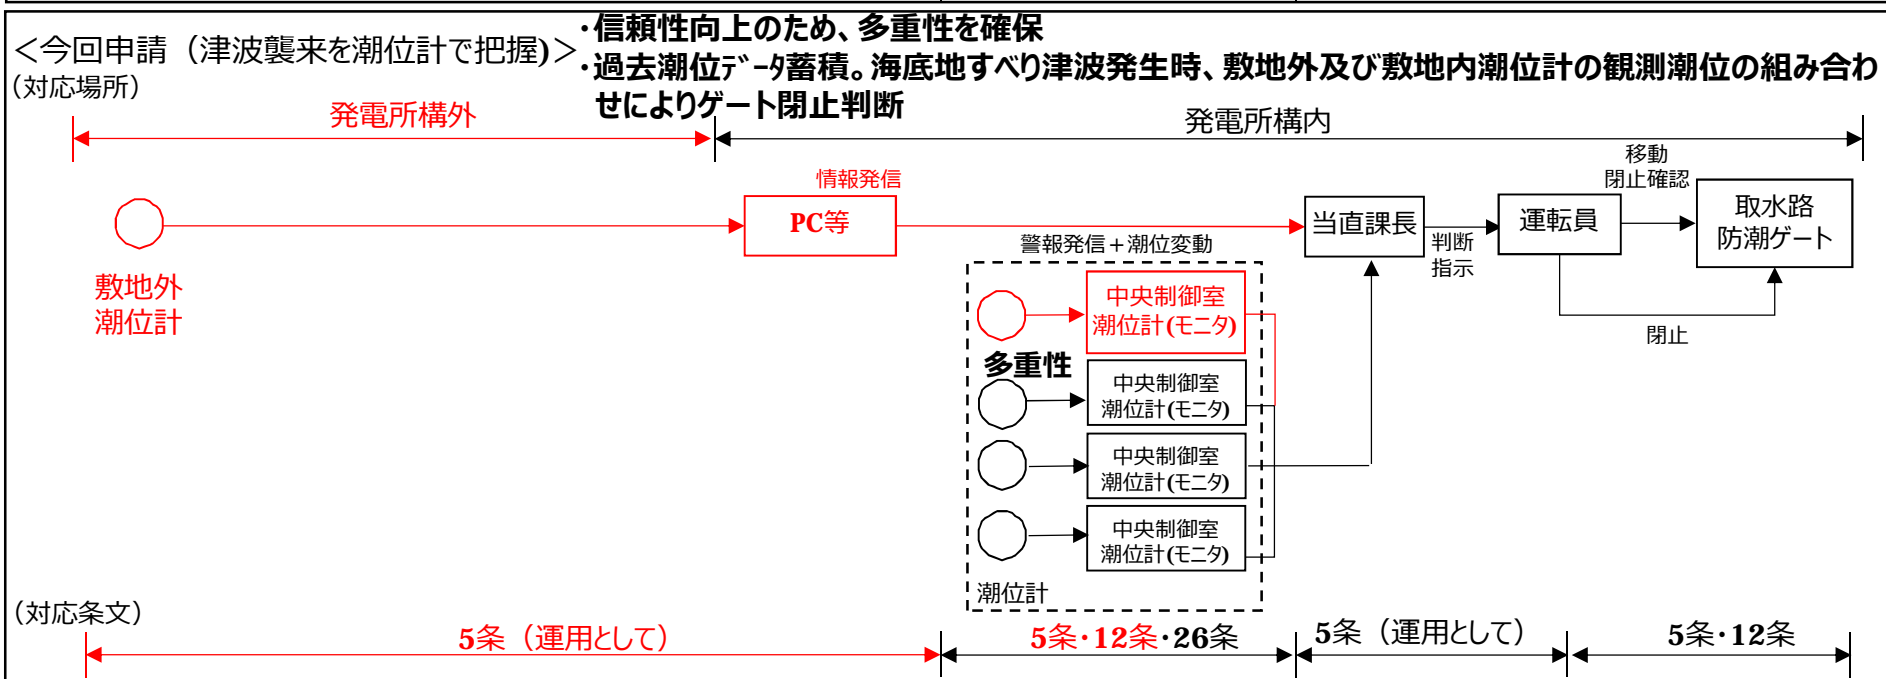 ＜今回申請（津波襲来を潮位計で把握)＞
・信頼性向上のため、多重性を確保
・過去潮位ﾃﾞｰﾀ蓄積。海底地すべり津波発生時、敷地外及び敷地内潮位計の観測潮位の組み合わ
せによりゲート閉止判断
（対応場所）
発電所構外
発電所構内
情報発信
移動
閉止確認
PC等
当直課長
運転員
取水路
防潮ゲート
判断
指示
警報発信＋潮位変動
敷地外
潮位計
中央制御室
潮位計(モニタ)
閉止
多重性
中央制御室
潮位計(モニタ)
中央制御室
潮位計(モニタ)
中央制御室
潮位計(モニタ)
潮位計
（対応条文）
5条（運用として）
5条・12条・26条
5条（運用として）
5条・12条